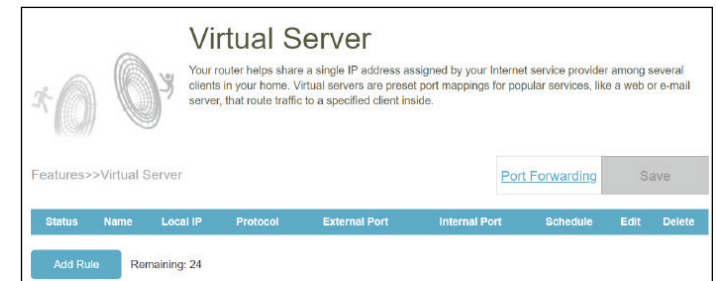 Virtual Server
Your router helps share a single IP address assigned by your Internet service provider among several
clients in your home. Virtual servers are preset port mappings for popular services, like a web or e-mail
server, that route traffic to a specified client inside.
Features>>Virtual Server
Port Forwarding
Save
Status Name Local IP Protocol External Port Internal Port Schedule Edit Delete
Add Rule Remaining: 24